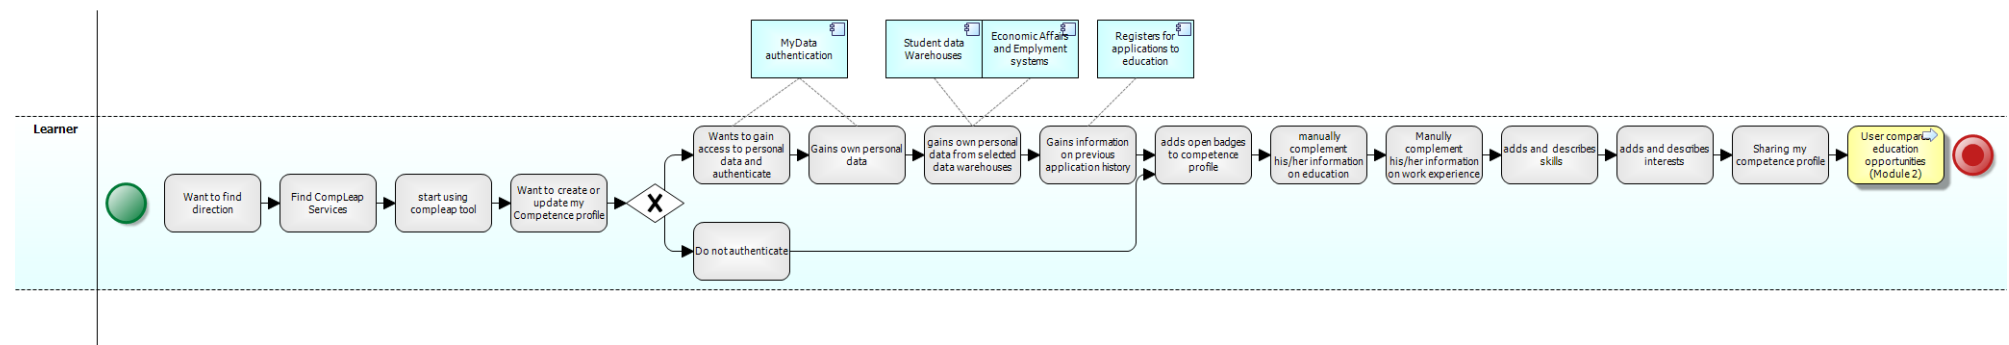 MyData
authentication
Student data
Warehouses
Economic Affairs
and Emplyment
systems
Registers for
applications to
education
Learner
Want to find
direction
Find CompLeap
Services
start using
compleap tool
Want to create or
update my
Competence profile
X
Wants to gain
access to personal
data and
authenticate
Gains own personal
data
gains own personal
data from selected
data warehouses
Gains information
on previous
application history
Do not authenticate
adds open badges
to competence
profile
manually
complement
his/her information
on education
Manully
complement
his/her information
on work experience
adds and describes
skills
adds and describes
interests
Sharing my
competence profile
User compares
education
opportunities
(Module 2)